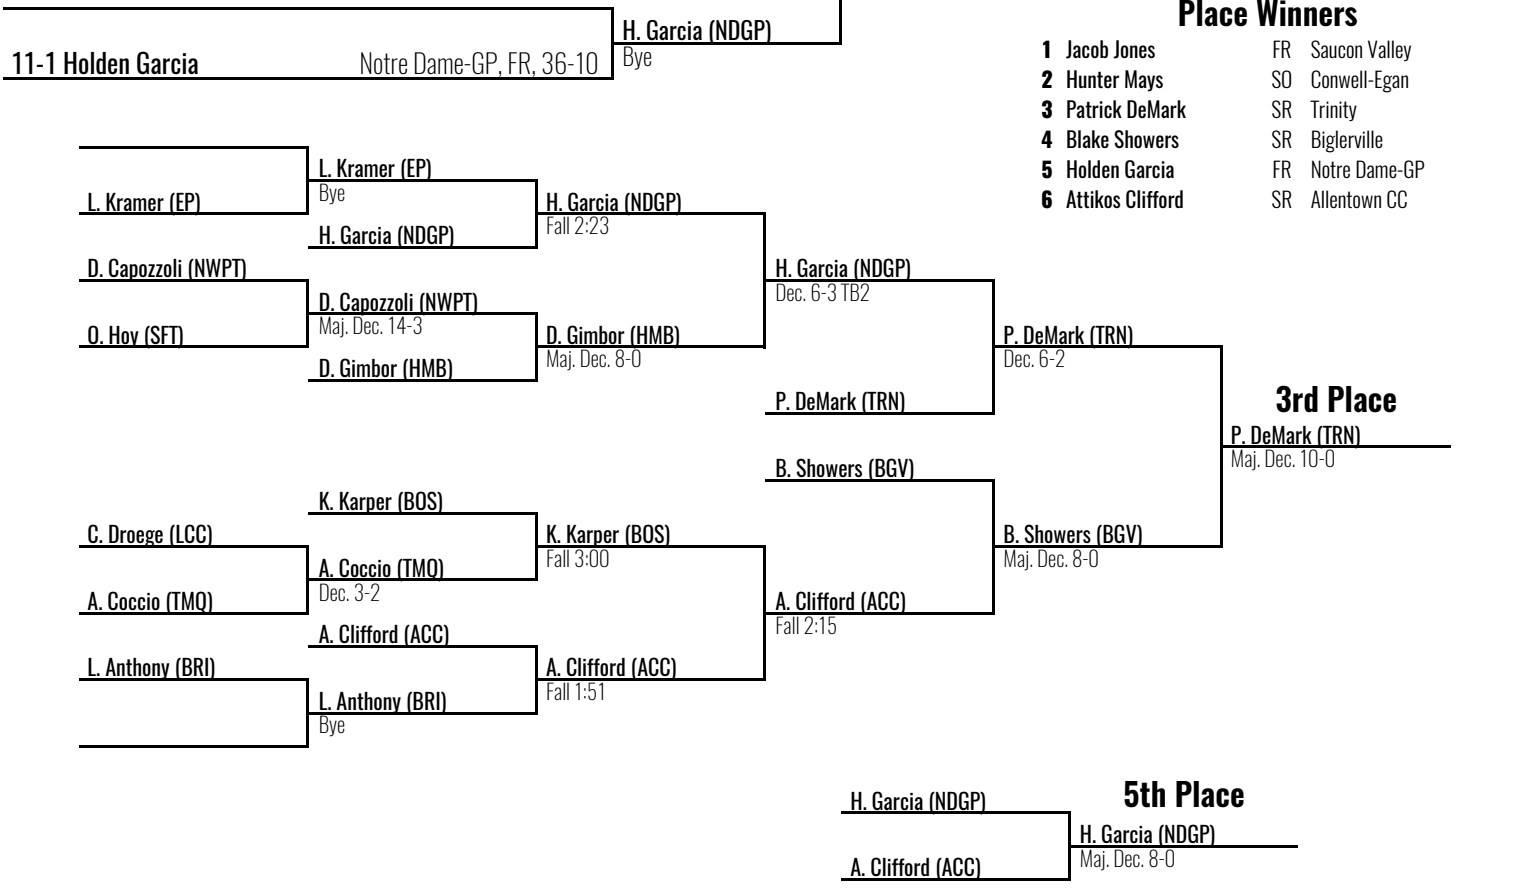 Place Winners
H. Garcia (NDGP)
Bye
11-1 Holden Garcia Notre Dame-GP, FR, 36-10
1 Jacob Jones FR Saucon Valley
2 Hunter Mays SO Conwell-Egan
3 Patrick DeMark SR Trinity
4 Blake Showers SR Biglerville
5 Holden Garcia FR Notre Dame-GP
6 Attikos Clifford SR Allentown CC
L. Kramer (EP)
Bye
L. Kramer (EP)
H. Garcia (NDGP)
Fall 2:23
H. Garcia (NDGP)
D. Capozzoli (NWPT)
H. Garcia (NDGP)
Dec. 6-3 TB2
D. Capozzoli (NWPT)
Maj. Dec. 14-3
O. Hoy (SFT)
D. Gimbor (HMB)
Maj. Dec. 8-0
P. DeMark (TRN)
Dec. 6-2
D. Gimbor (HMB)
P. DeMark (TRN)
3rd Place
P. DeMark (TRN)
Maj. Dec. 10-0
B. Showers (BGV)
K. Karper (BOS)
C. Droege (LCC)
K. Karper (BOS)
Fall 3:00
B. Showers (BGV)
Maj. Dec. 8-0
A. Coccio (TMQ)
Dec. 3-2
A. Coccio (TMQ)
A. Clifford (ACC)
Fall 2:15
A. Clifford (ACC)
L. Anthony (BRI)
A. Clifford (ACC)
Fall 1:51
L. Anthony (BRI)
Bye
5th Place
H. Garcia (NDGP)
H. Garcia (NDGP)
Maj. Dec. 8-0
A. Clifford (ACC)